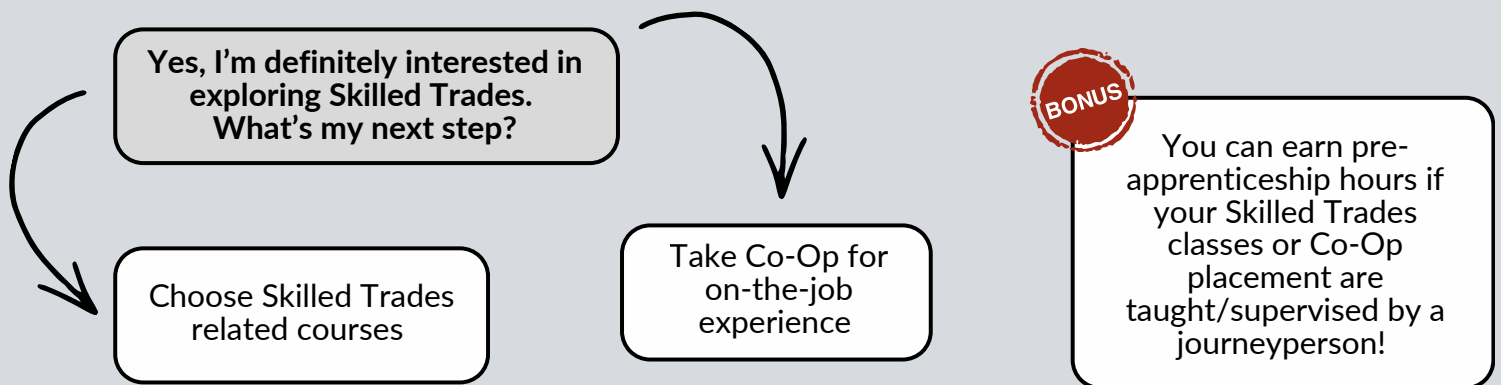 Yes, I’m definitely interested in
exploring Skilled Trades.
What’s my next step?
Choose Skilled Trades
related courses
Take Co-Op for
on-the-job
experience
BONUS
You can earn pre-
apprenticeship hours if
your Skilled Trades
classes or Co-Op
placement are
taught/supervised by a
journeyperson!